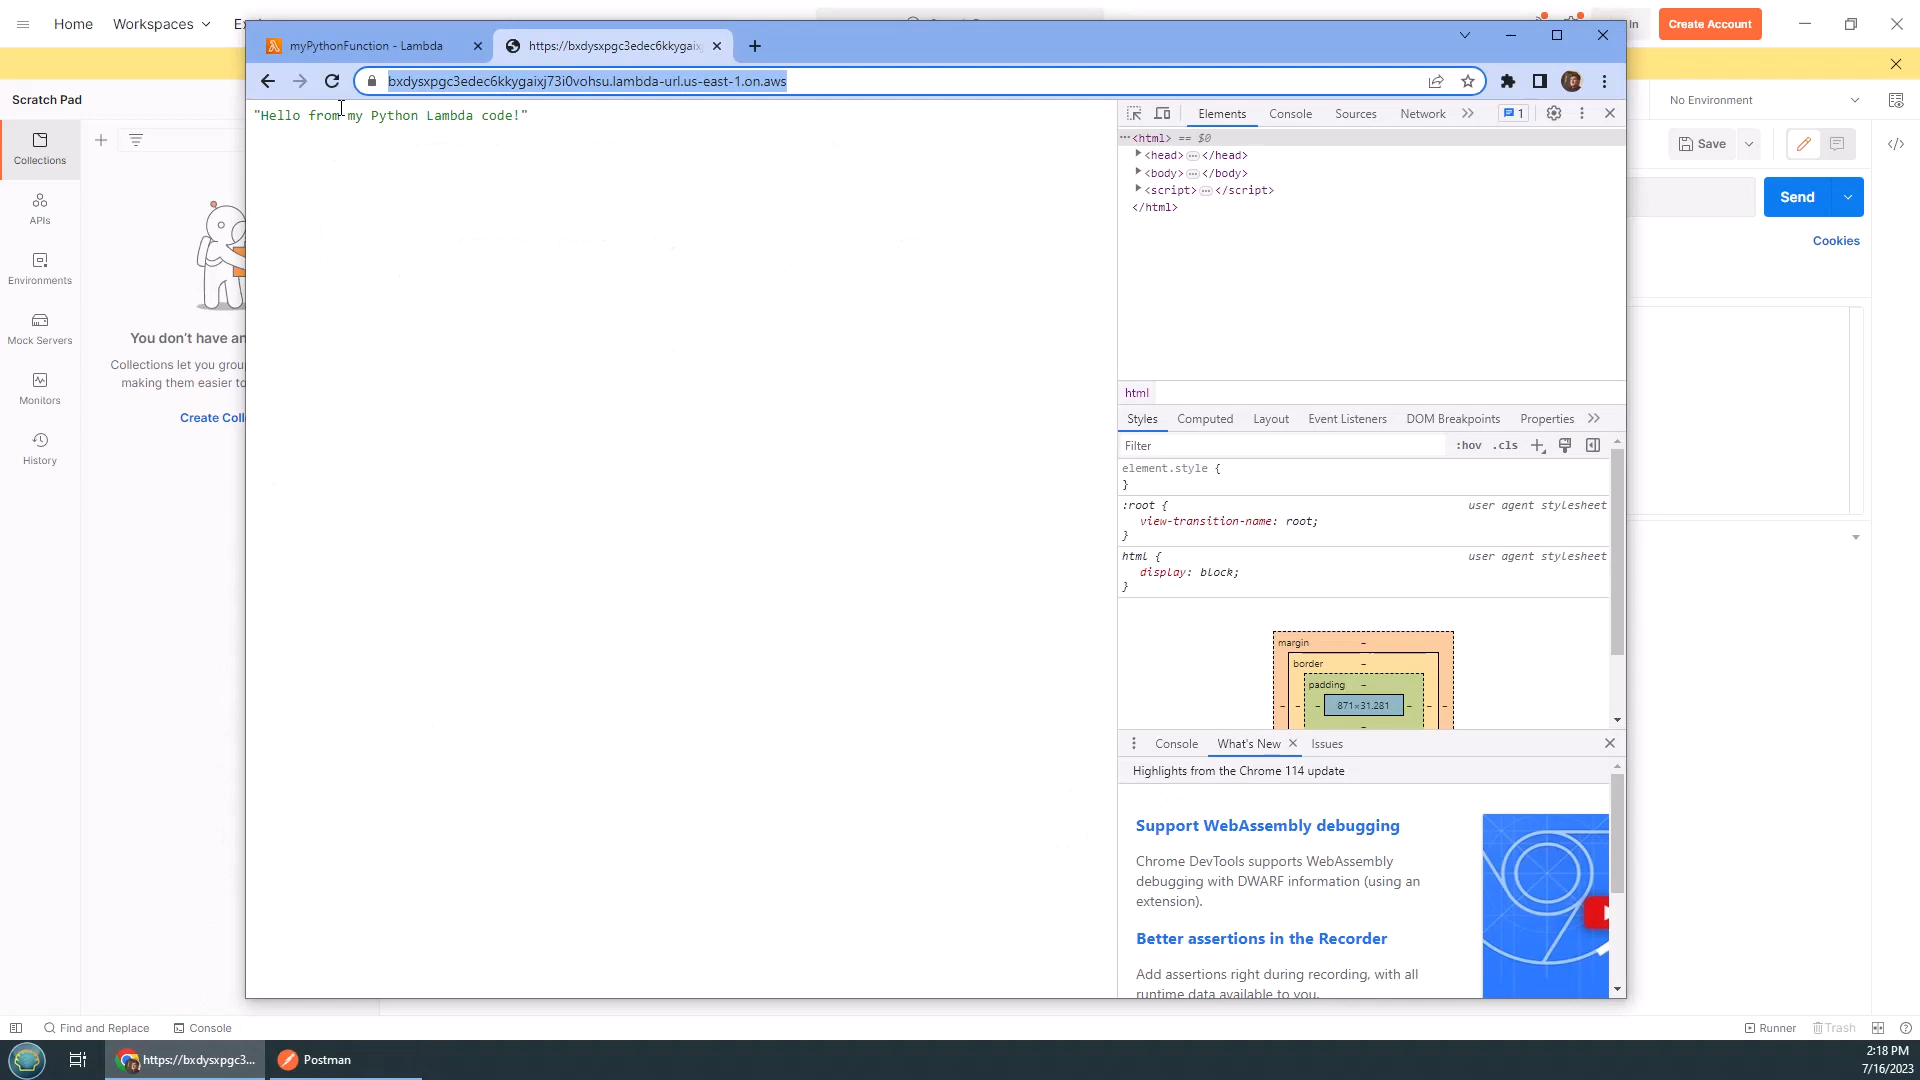 Home
Workspaces
myPythonFunction - Lambda
https://bxdysxpgc3edec6kkygaixj
Create Account
bxdysxpgc3edec6kkygaixj73i0vohsu.lambda-url.us-east-1.on.aws
Scratch Pad
No Environment
"Hello from my Python Lambda code!"
Elements
Console
Sources
Network
1
<html> == $0
<head> </head>
<body> </body>
<script> </script>
</html>
Collections
APIs
Environments
Mock Servers
Monitors
History
You don't have an
Collections let you grou
making them easier to
Create Coll
Save
Send
Cookies
html
Styles
Computed
Layout
Event Listeners
DOM Breakpoints
Properties
Filter
:hov
.cls
element.style {
}
:root {
user agent stylesheet
view-transition-name: root;
}
html {
user agent stylesheet
display: block;
}
margin
–
border
–
padding
–
– – – 871×31.281 – – –
–
Console
What's New
Issues
Highlights from the Chrome 114 update
Support WebAssembly debugging
Chrome DevTools supports WebAssembly
debugging with DWARF information (using an
extension).
Better assertions in the Recorder
Add assertions right during recording, with all
runtime data available to you.
Find and Replace
Console
Runner
Trash
https://bxdysxpgc3...
Postman
2:18 PM
7/16/2023